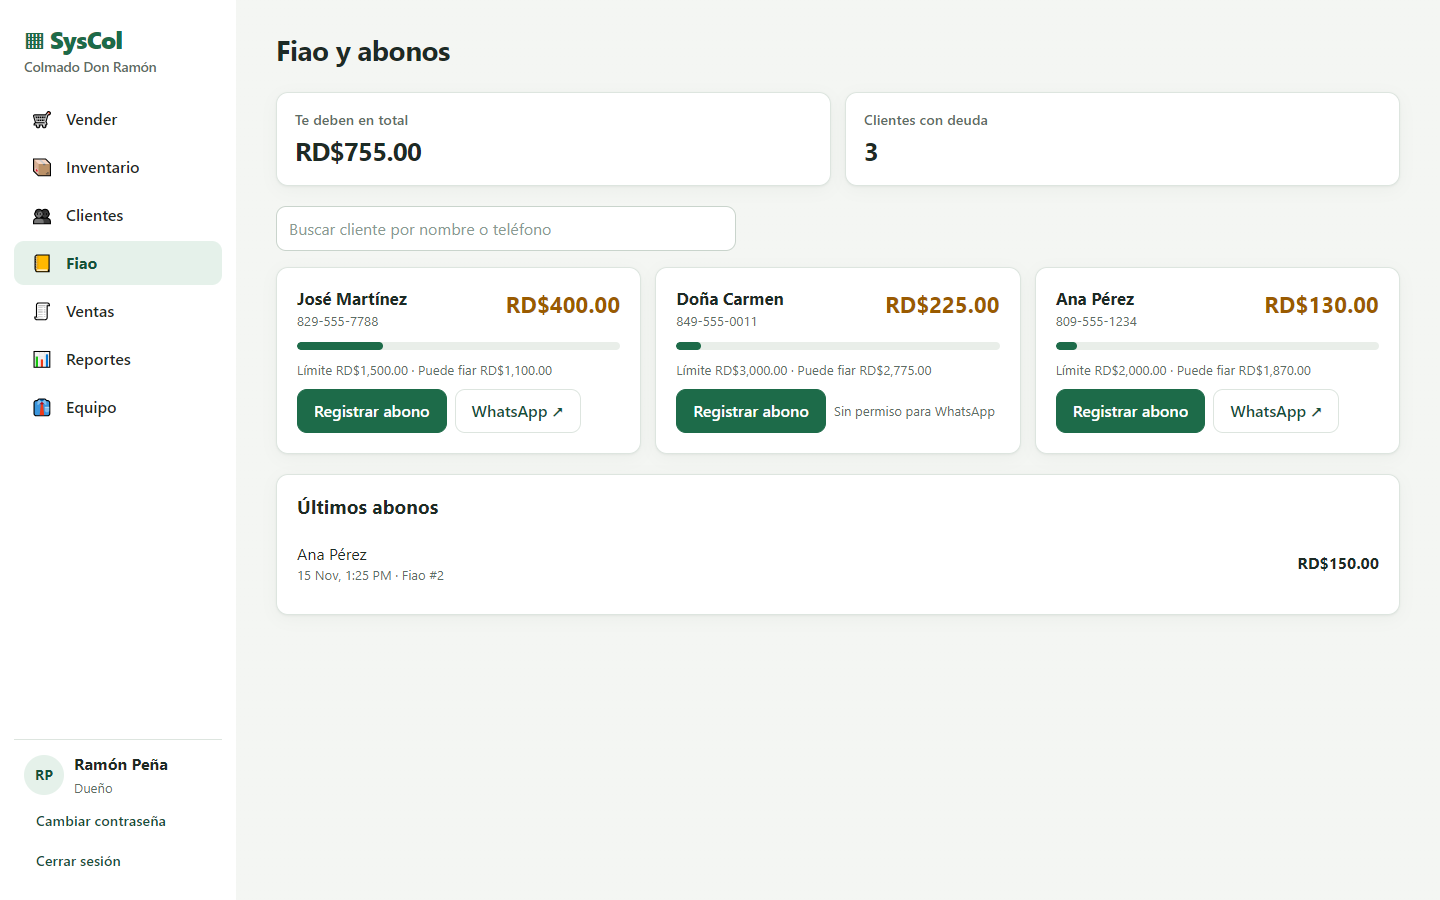 SysCol
Colmado Don Ramón
Vender
Inventario
Clientes
Fiao
Ventas
Reportes
Equipo
Ramón Peña
RP
Dueño
Cambiar contraseña
Cerrar sesión
Fiao y abonos
Te deben en total
RD$755.00
Clientes con deuda
3
Buscar cliente por nombre o teléfono
José Martínez
829-555-7788
RD$400.00
Límite RD$1,500.00 · Puede fiar RD$1,100.00
Registrar abono
WhatsApp ↗
Doña Carmen
849-555-0011
RD$225.00
Límite RD$3,000.00 · Puede fiar RD$2,775.00
Registrar abono
Sin permiso para WhatsApp
Ana Pérez
809-555-1234
RD$130.00
Límite RD$2,000.00 · Puede fiar RD$1,870.00
Registrar abono
WhatsApp ↗
Últimos abonos
Ana Pérez
15 Nov, 1:25 PM · Fiao #2
RD$150.00